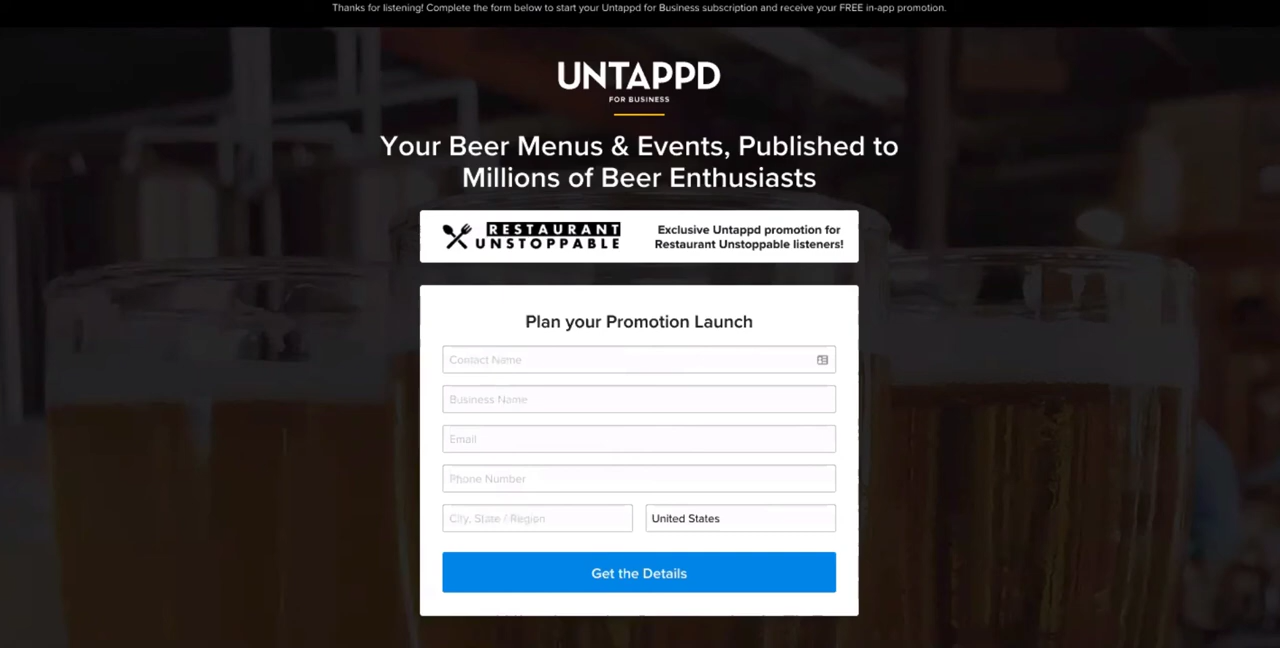 Thanks for listening! Complete the form below to start your Untappd for Business subscription and receive your FREE in-app promotion.
UNTAPPD
FOR BUSINESS
Your Beer Menus & Events, Published to
Millions of Beer Enthusiasts
RESTAURANT
UNSTOPPABLE
Exclusive Untappd promotion for
Restaurant Unstoppable listeners!
Plan your Promotion Launch
Contact Name
Business Name
Email
Phone Number
City, State / Region
United States
Get the Details